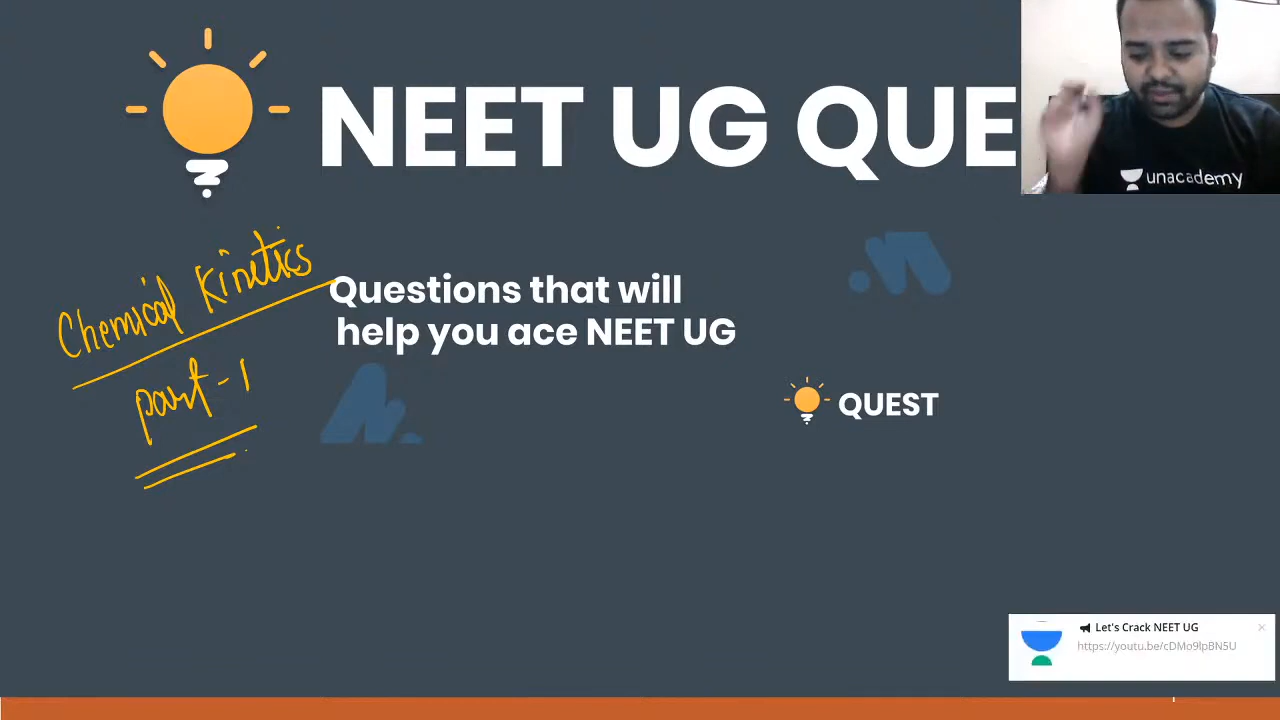 NEET UG QUE
unacademy
Chemical Kinetics
part-1
Questions that will
help you ace NEET UG
QUEST
Let's Crack NEET UG
https://youtu.be/cDMo9lpBN5U